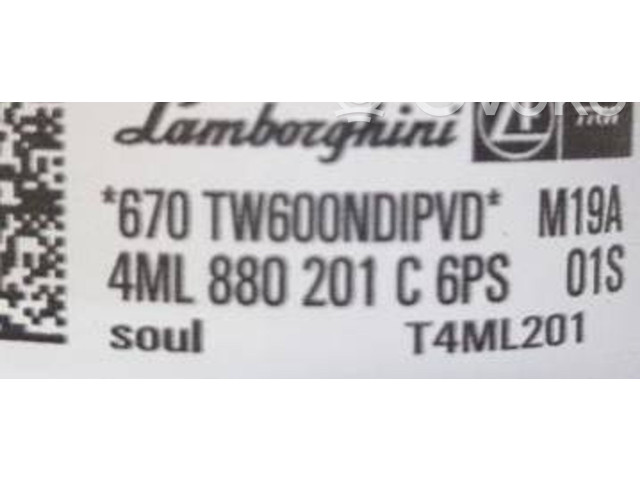 Lamborghini
*670 TW600NDIPVD* M19A
4ML 880 201 C 6PS 01S
soul T4ML201